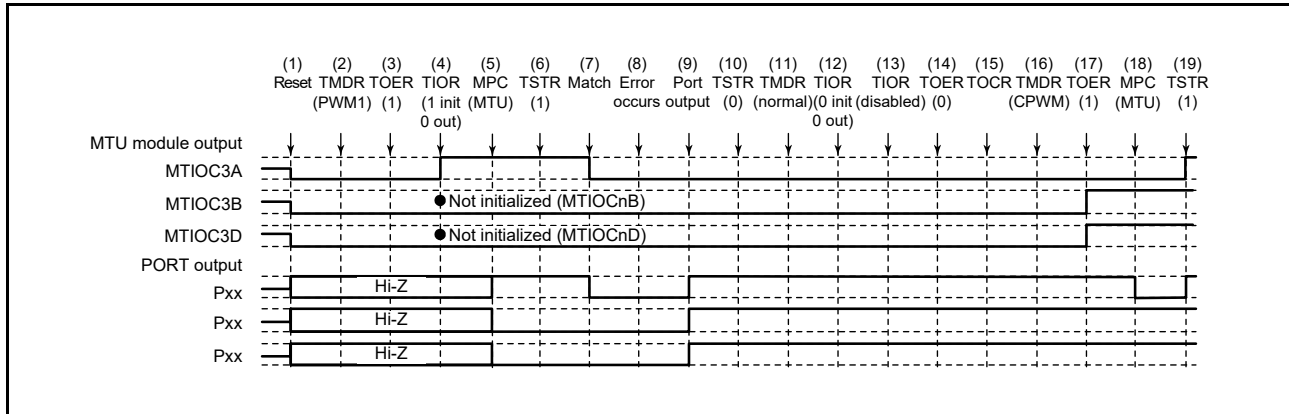 (1) (2) (3) (4) (5) (6) (7) (8) (9) (10) (11) (12) (13) (14) (15) (16) (17) (18) (19)
Reset TMDR TOER TIOR MPC TSTR Match Error Port TSTR TMDR TIOR TIOR TOER TOCR TMDR TOER MPC TSTR
(PWM1) (1) (1 init (MTU) (1) occurs output (0) (normal) (0 init (disabled) (0) (CPWM) (1) (MTU) (1)
0 out) 0 out)
MTU module output
MTIOC3A
MTIOC3B ●Not initialized (MTIOCnB)
MTIOC3D ●Not initialized (MTIOCnD)
PORT output
Pxx Hi-Z
Pxx Hi-Z
Pxx Hi-Z